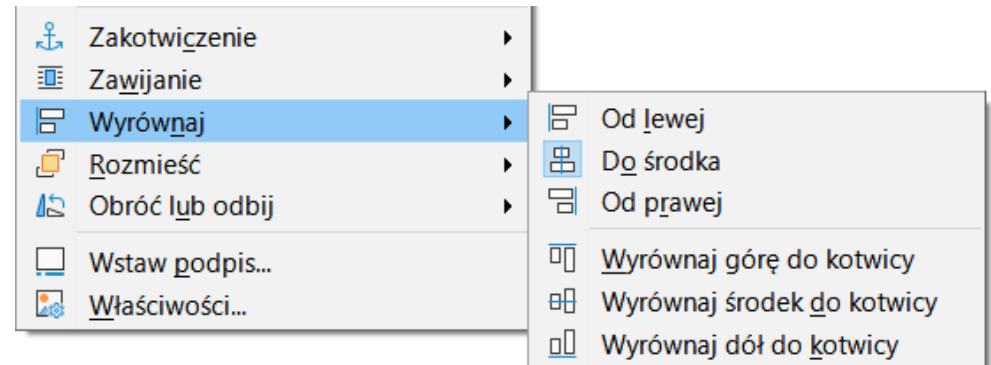 Zakotwiczenie
Zawijanie
Wyrównaj
Rozmieść
Obróć lub odbij
Wstaw podpis...
Właściwości...
Od lewej
Do środka
Od prawej
Wyrównaj górę do kotwicy
Wyrównaj środek do kotwicy
Wyrównaj dół do kotwicy